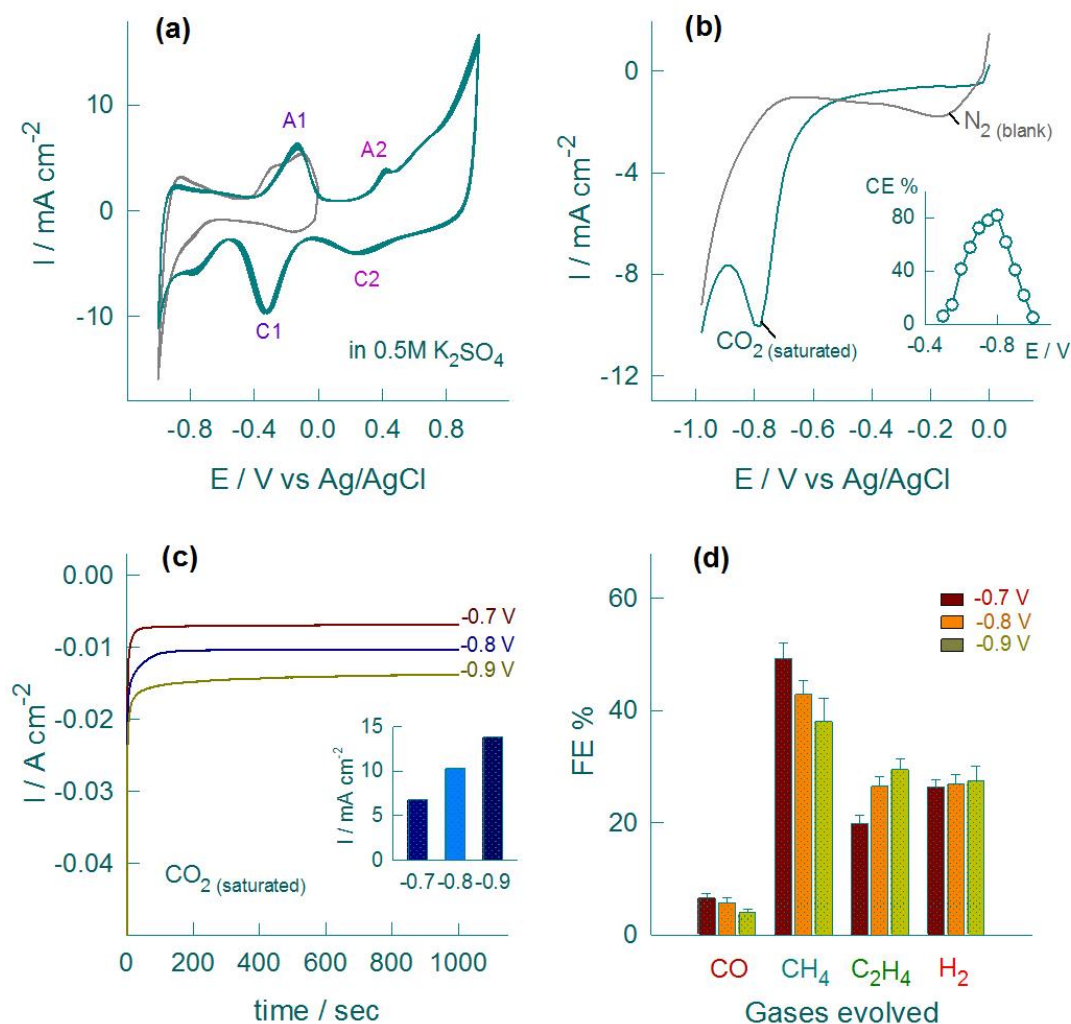 (a)
I / mA cm⁻²
10
0
-10
A1
A2
C1
C2
in 0.5M K₂SO₄
-0.8 -0.4 0.0 0.4 0.8
E / V vs Ag/AgCl
(b)
I / mA cm⁻²
0
-4
-8
-12
N₂ (blank)
CO₂ (saturated)
CE %
80
40
0
-0.4 -0.8 E / V
-1.0 -0.8 -0.6 -0.4 -0.2 0.0
E / V vs Ag/AgCl
(c)
I / A cm⁻²
0.00
-0.01
-0.02
-0.03
-0.04
-0.7 V
-0.8 V
-0.9 V
I / mA cm⁻²
15
10
5
0
-0.7 -0.8 -0.9
CO₂ (saturated)
0 200 400 600 800 1000
time / sec
(d)
FE %
60
40
20
0
-0.7 V
-0.8 V
-0.9 V
CO CH₄ C₂H₄ H₂
Gases evolved